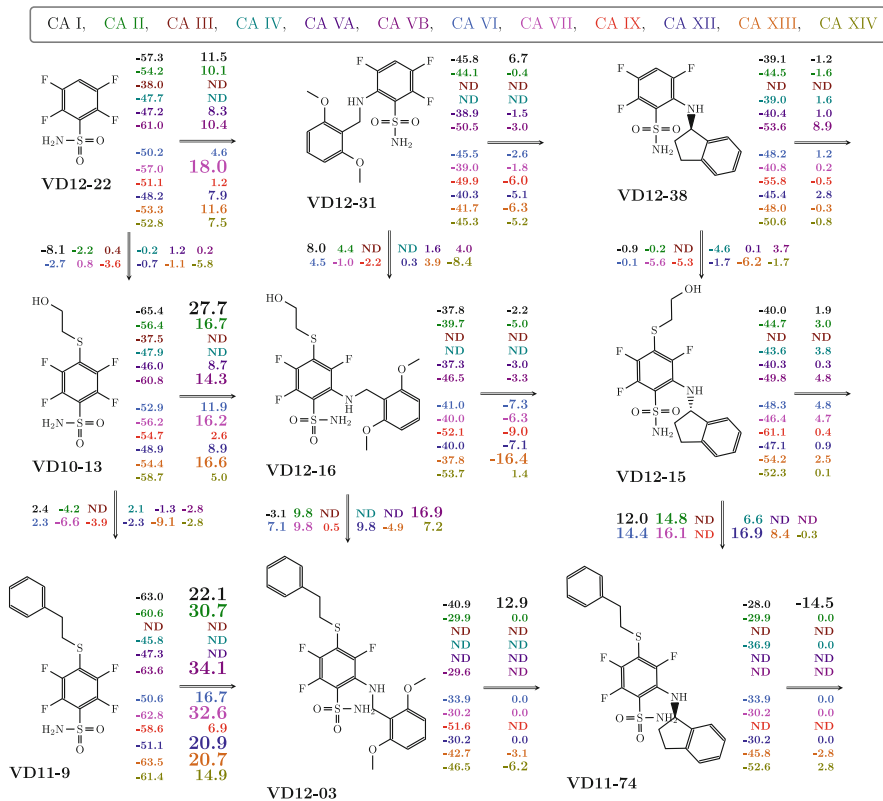 CA I, CA II, CA III, CA IV, CA VA, CA VB, CA VI, CA VII, CA IX, CA XII, CA XIII, CA XIV
F F F F O S O H₂N
VD12-22
-57.3 11.5
-54.2 10.1
-38.0 ND
-47.7 ND
-47.2 8.3
-61.0 10.4
-50.2 4.6
-57.0 18.0
-51.1 1.2
-48.2 7.9
-53.3 11.6
-52.8 7.5
F F F O NH S O O NH₂ O
VD12-31
-45.8 6.7
-44.1 -0.4
ND ND
ND ND
-38.9 -1.5
-50.5 -3.0
-45.5 -2.6
-39.0 -1.8
-49.9 -6.0
-40.3 -5.1
-41.7 -6.3
-45.3 -5.2
F F F NH O S O NH₂
VD12-38
-39.1 -1.2
-44.5 -1.6
ND ND
-39.0 1.6
-40.4 1.0
-53.6 8.9
-48.2 1.2
-40.8 0.2
-55.8 -0.5
-45.4 2.8
-48.0 -0.3
-50.6 -0.8
-8.1 -2.2 0.4 -0.2 1.2 0.2
-2.7 0.8 -3.6 -0.7 -1.1 -5.8
8.0 4.4 ND ND 1.6 4.0
4.5 -1.0 -2.2 0.3 3.9 -8.4
-0.9 -0.2 ND -4.6 0.1 3.7
-0.1 -5.6 -5.3 -1.7 -6.2 -1.7
HO S F F F F O S O H₂N
VD10-13
-65.4 27.7
-56.4 16.7
-37.5 ND
-47.9 ND
-46.0 8.7
-60.8 14.3
-52.9 11.9
-56.2 16.2
-54.7 2.6
-48.9 8.9
-54.4 16.6
-58.7 5.0
HO S F F F NH O S O NH₂ O O
VD12-16
-37.8 -2.2
-39.7 -5.0
ND ND
ND ND
-37.3 -3.0
-46.5 -3.3
-41.0 -7.3
-40.0 -6.3
-52.1 -9.0
-40.0 -7.1
-37.8 -16.4
-53.7 1.4
OH S F F F NH O S O NH₂
VD12-15
-40.0 1.9
-44.7 3.0
ND ND
-43.6 3.8
-40.3 0.3
-49.8 4.8
-48.3 4.8
-46.4 4.7
-61.1 0.4
-47.1 0.9
-54.2 2.5
-52.3 0.1
2.4 -4.2 ND 2.1 -1.3 -2.8
2.3 -6.6 -3.9 -2.3 -9.1 -2.8
-3.1 9.8 ND ND ND 16.9
7.1 9.8 0.5 9.8 -4.9 7.2
12.0 14.8 ND 6.6 ND ND
14.4 16.1 ND 16.9 8.4 -0.3
S F F F F O S O H₂N
VD11-9
-63.0 22.1
-60.6 30.7
ND ND
-45.8 ND
-47.3 ND
-63.6 34.1
-50.6 16.7
-62.8 32.6
-58.6 6.9
-51.1 20.9
-63.5 20.7
-61.4 14.9
S F F F NH O S O NH₂ O O
VD12-03
-40.9 12.9
-29.9 0.0
ND ND
ND ND
ND ND
-29.6 ND
-33.9 0.0
-30.2 0.0
-51.6 ND
-30.2 0.0
-42.7 -3.1
-46.5 -6.2
S F F F NH O S O NH₂
VD11-74
-28.0 -14.5
-29.9 0.0
ND ND
-36.9 0.0
ND ND
ND ND
-33.9 0.0
-30.2 0.0
ND ND
-30.2 0.0
-45.8 -2.8
-52.6 2.8